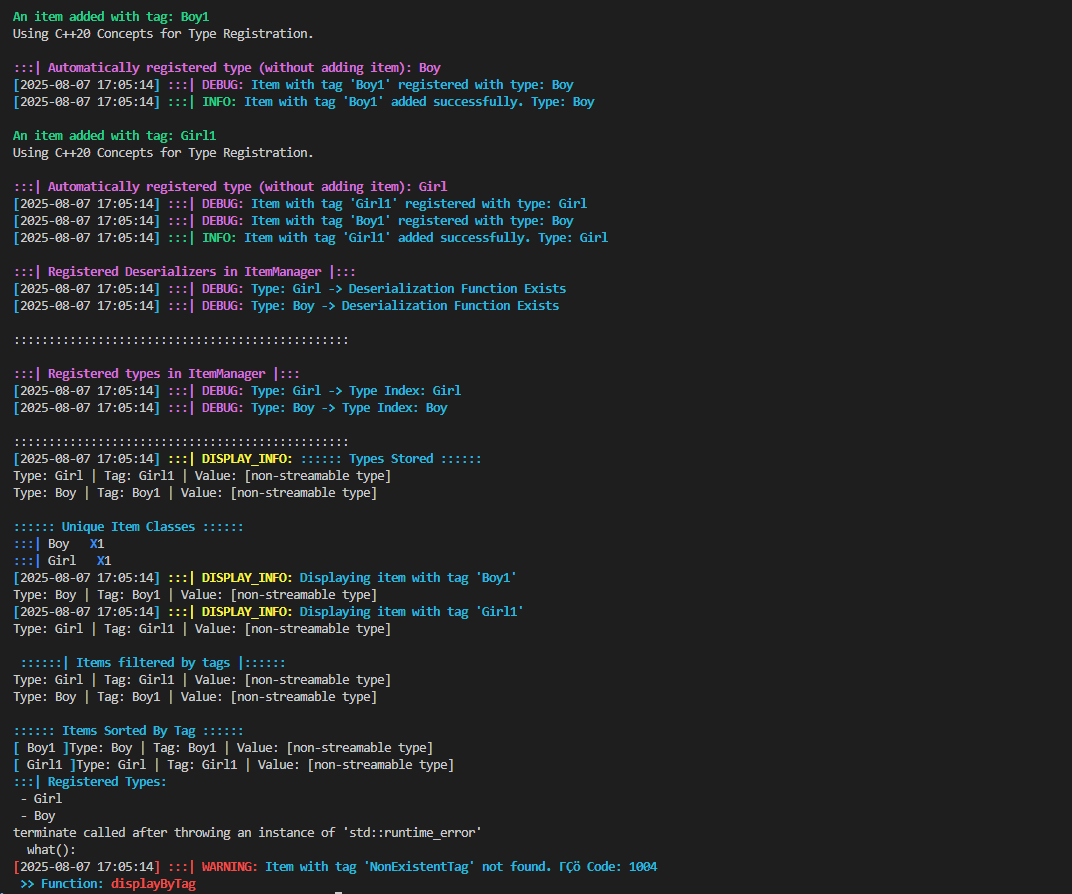 An item added with tag: Boy1
Using C++20 Concepts for Type Registration.
:::| Automatically registered type (without adding item): Boy
[2025-08-07 17:05:14] :::| DEBUG: Item with tag 'Boy1' registered with type: Boy
[2025-08-07 17:05:14] :::| INFO: Item with tag 'Boy1' added successfully. Type: Boy
An item added with tag: Girl1
Using C++20 Concepts for Type Registration.
:::| Automatically registered type (without adding item): Girl
[2025-08-07 17:05:14] :::| DEBUG: Item with tag 'Girl1' registered with type: Girl
[2025-08-07 17:05:14] :::| DEBUG: Item with tag 'Boy1' registered with type: Boy
[2025-08-07 17:05:14] :::| INFO: Item with tag 'Girl1' added successfully. Type: Girl
:::| Registered Deserializers in ItemManager |:::
[2025-08-07 17:05:14] :::| DEBUG: Type: Girl -> Deserialization Function Exists
[2025-08-07 17:05:14] :::| DEBUG: Type: Boy -> Deserialization Function Exists
::::::::::::::::::::::::::::::::::::::::::::::::
:::| Registered types in ItemManager |:::
[2025-08-07 17:05:14] :::| DEBUG: Type: Girl -> Type Index: Girl
[2025-08-07 17:05:14] :::| DEBUG: Type: Boy -> Type Index: Boy
::::::::::::::::::::::::::::::::::::::::::::::::
[2025-08-07 17:05:14] :::| DISPLAY_INFO: :::::: Types Stored ::::::
Type: Girl | Tag: Girl1 | Value: [non-streamable type]
Type: Boy | Tag: Boy1 | Value: [non-streamable type]
:::::: Unique Item Classes ::::::
:::| Boy   X1
:::| Girl   X1
[2025-08-07 17:05:14] :::| DISPLAY_INFO: Displaying item with tag 'Boy1'
Type: Boy | Tag: Boy1 | Value: [non-streamable type]
[2025-08-07 17:05:14] :::| DISPLAY_INFO: Displaying item with tag 'Girl1'
Type: Girl | Tag: Girl1 | Value: [non-streamable type]
::::::| Items filtered by tags |::::::
Type: Girl | Tag: Girl1 | Value: [non-streamable type]
Type: Boy | Tag: Boy1 | Value: [non-streamable type]
:::::: Items Sorted By Tag ::::::
[ Boy1 ]Type: Boy | Tag: Boy1 | Value: [non-streamable type]
[ Girl1 ]Type: Girl | Tag: Girl1 | Value: [non-streamable type]
:::| Registered Types:
- Girl
- Boy
terminate called after throwing an instance of 'std::runtime_error'
what():
[2025-08-07 17:05:14] :::| WARNING: Item with tag 'NonExistentTag' not found. ΓÇö Code: 1004
>> Function: displayByTag